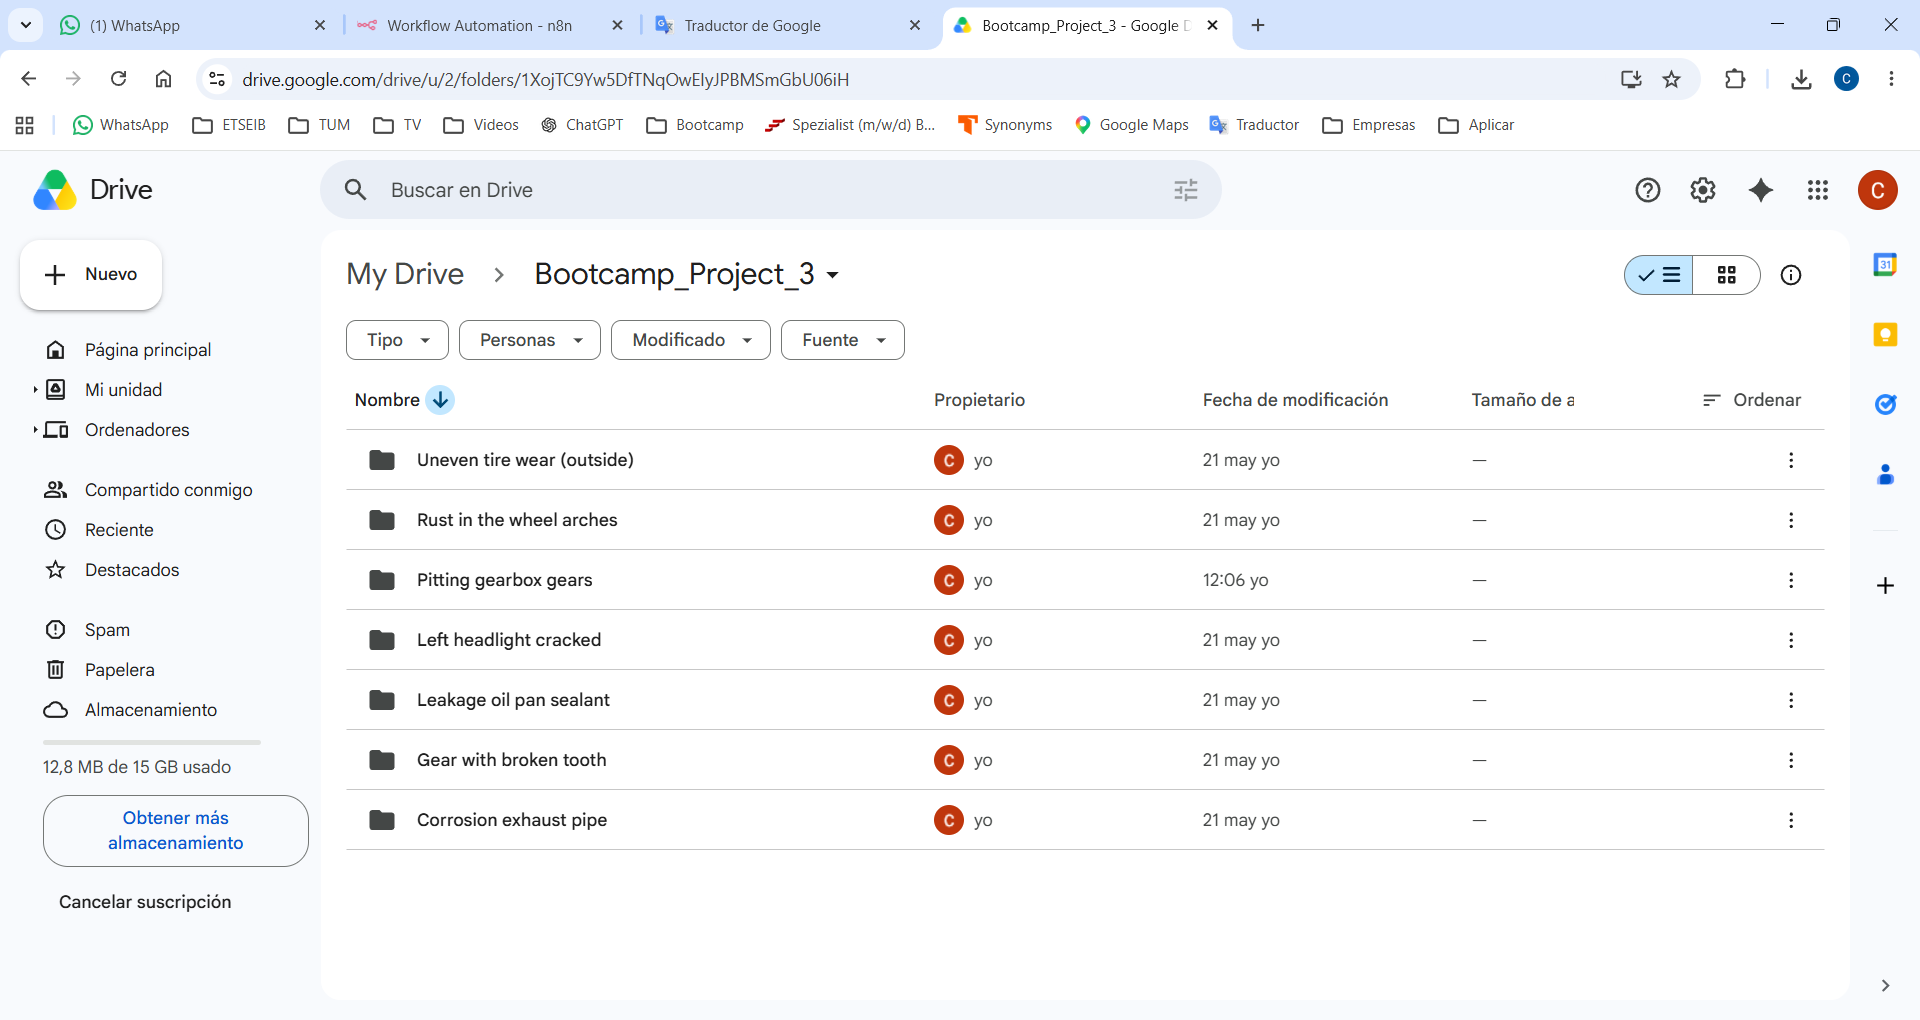 (1) WhatsApp
Workflow Automation - n8n
Traductor de Google
Bootcamp_Project_3 - Google D
drive.google.com/drive/u/2/folders/1XojTC9Yw5DfTNqOwEIyJPBMSmGbU06iH
C
WhatsApp
ETSEIB
TUM
TV
Videos
ChatGPT
Bootcamp
Spezialist (m/w/d) B...
Synonyms
Google Maps
Traductor
Empresas
Aplicar
Drive
Buscar en Drive
C
Nuevo
My Drive > Bootcamp_Project_3
31
Tipo
Personas
Modificado
Fuente
Página principal
Mi unidad
Ordenadores
Compartido conmigo
Reciente
Destacados
Spam
Papelera
Almacenamiento
12,8 MB de 15 GB usado
Obtener más
almacenamiento
Cancelar suscripción
Nombre Propietario Fecha de modificación Tamaño de a Ordenar
Uneven tire wear (outside) C yo 21 may yo —
Rust in the wheel arches C yo 21 may yo —
Pitting gearbox gears C yo 12:06 yo —
Left headlight cracked C yo 21 may yo —
Leakage oil pan sealant C yo 21 may yo —
Gear with broken tooth C yo 21 may yo —
Corrosion exhaust pipe C yo 21 may yo —